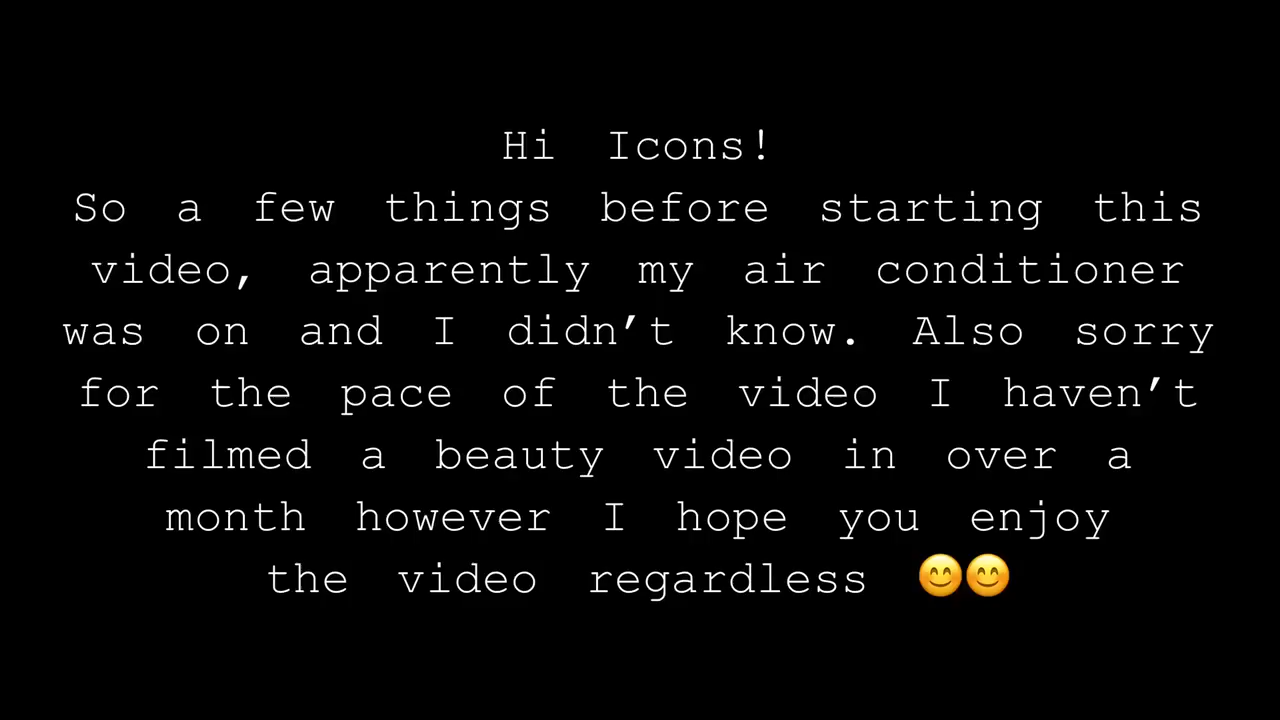 Hi Icons!
So a few things before starting this
video, apparently my air conditioner
was on and I didn’t know. Also sorry
for the pace of the video I haven’t
filmed a beauty video in over a
month however I hope you enjoy
the video regardless 😊😊